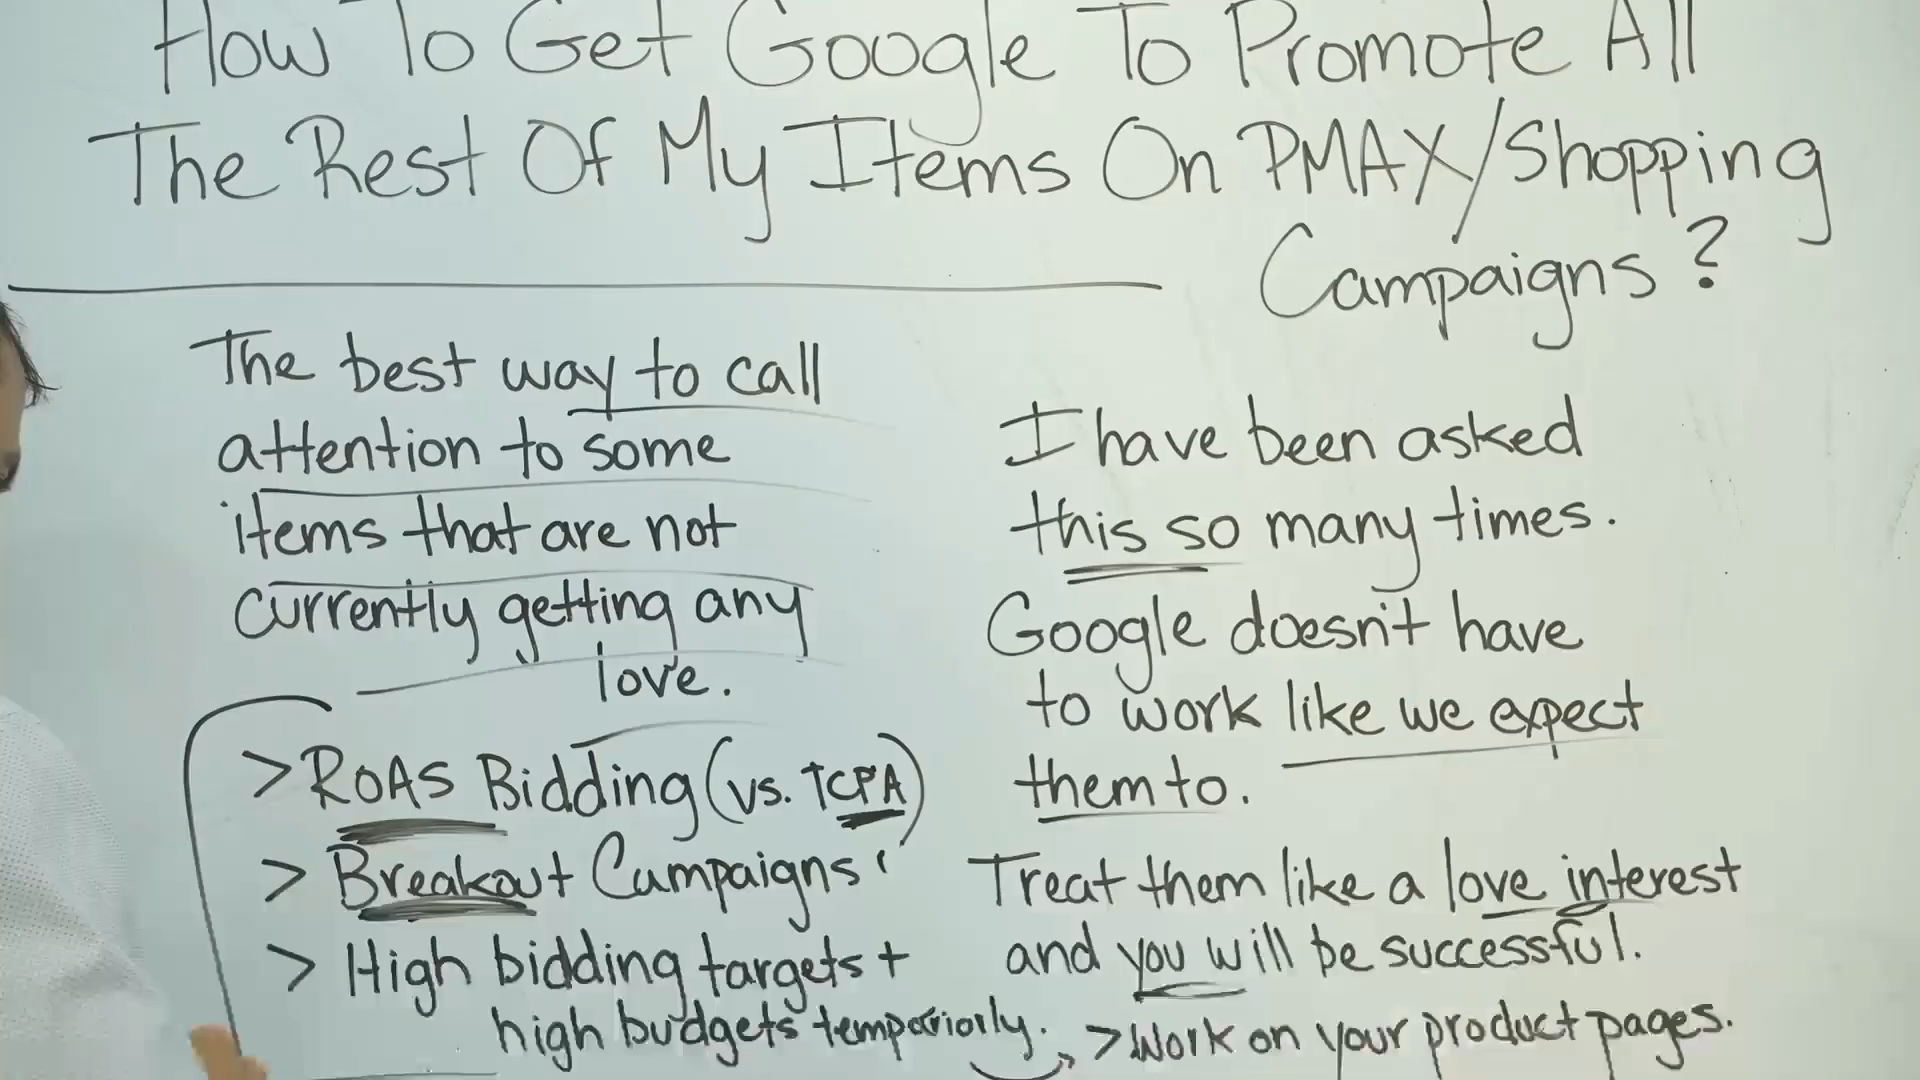 How To Get Google To Promote All
The Rest Of My Items On PMAX/Shopping
Campaigns?
The best way to call
attention to some
items that are not
currently getting any
love.
> ROAS Bidding (vs. TCPA)
> Breakout Campaigns
> High bidding targets +
high budgets temporiorly.
I have been asked
this so many times.
Google doesn't have
to work like we expect
them to.
Treat them like a love interest
and you will be successful.
> Work on your product pages.